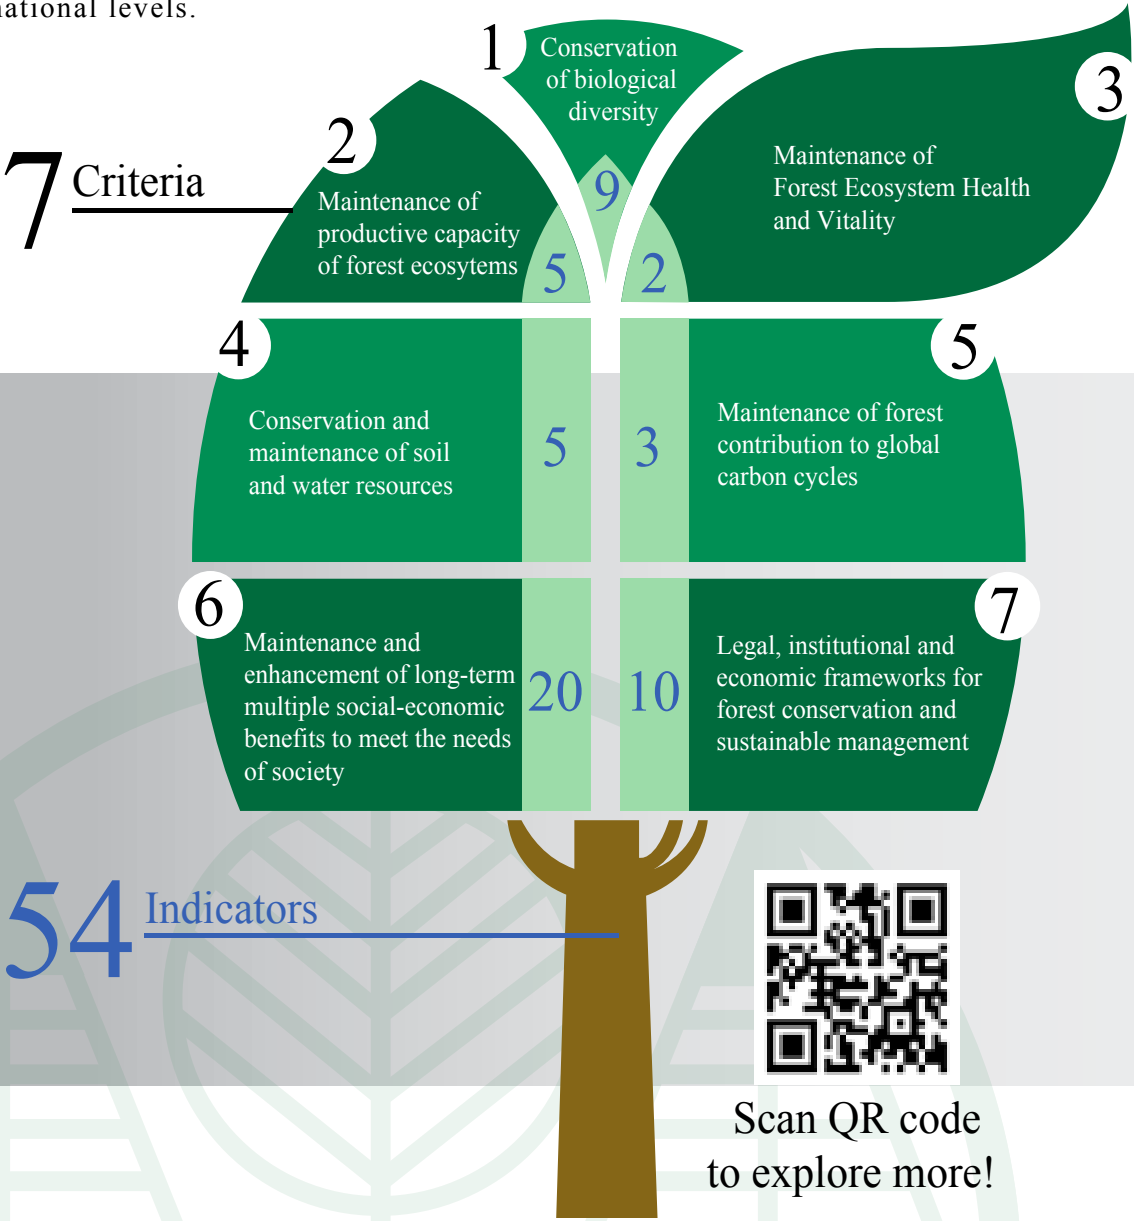 national levels.
7 Criteria
1
Conservation
of biological
diversity
9
2
Maintenance of
productive capacity
of forest ecosytems
5
3
Maintenance of
Forest Ecosystem Health
and Vitality
2
4
Conservation and
maintenance of soil
and water resources
5
5
Maintenance of forest
contribution to global
carbon cycles
3
6
Maintenance and
enhancement of long-term
multiple social-economic
benefits to meet the needs
of society
20
7
Legal, institutional and
economic frameworks for
forest conservation and
sustainable management
10
54 Indicators
Scan QR code
to explore more!